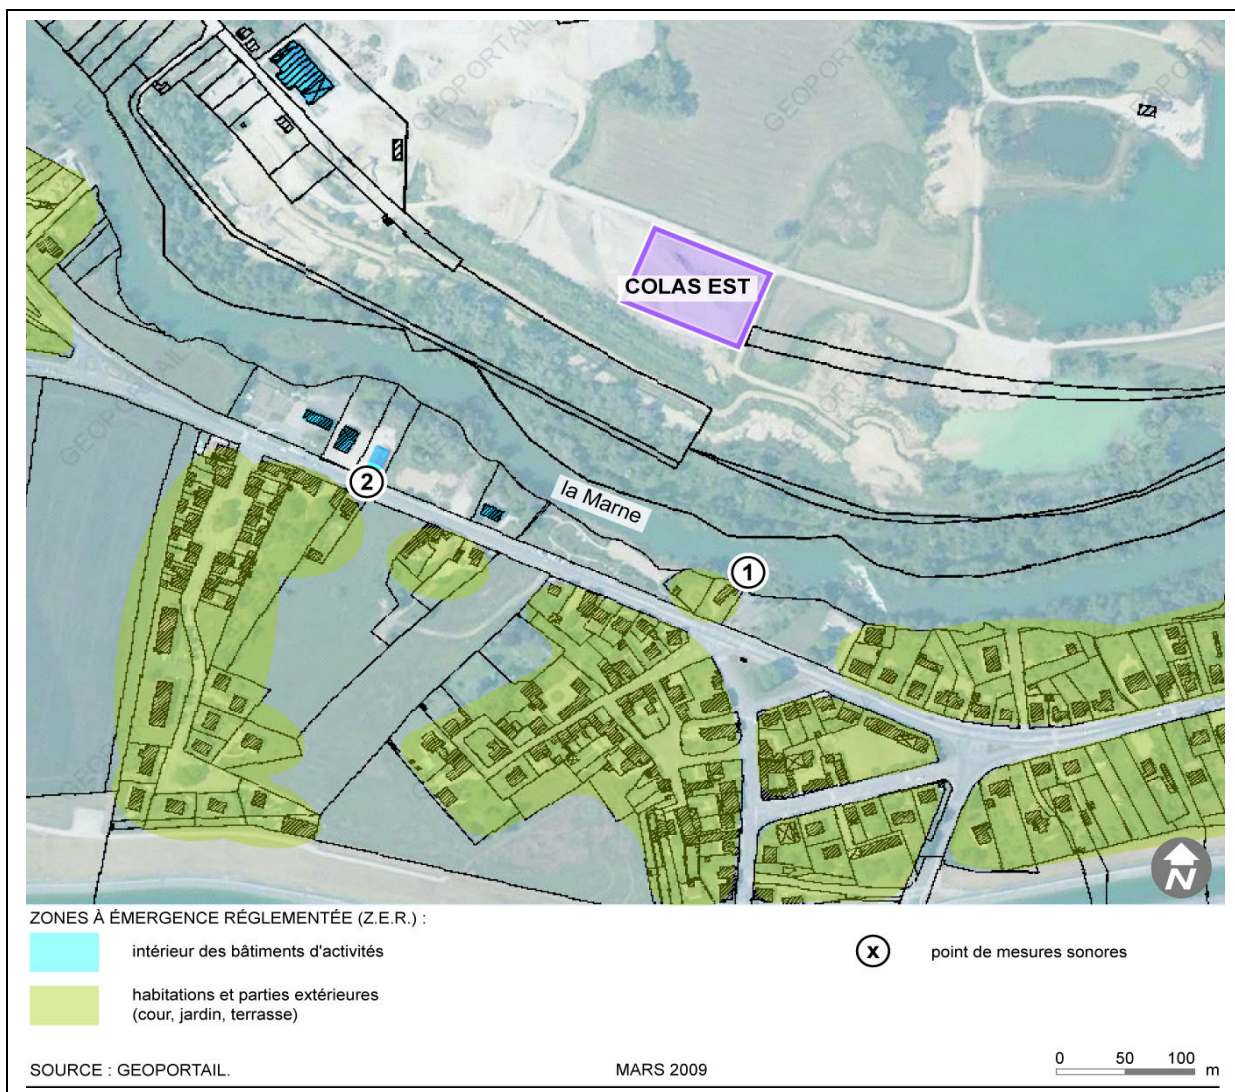 GEOPORTAIL
COLAS EST
2
la Marne
1
N
ZONES À ÉMERGENCE RÉGLEMENTÉE (Z.E.R.) :
intérieur des bâtiments d'activités
x point de mesures sonores
habitations et parties extérieures
(cour, jardin, terrasse)
0 50 100 m
SOURCE : GEOPORTAIL. MARS 2009